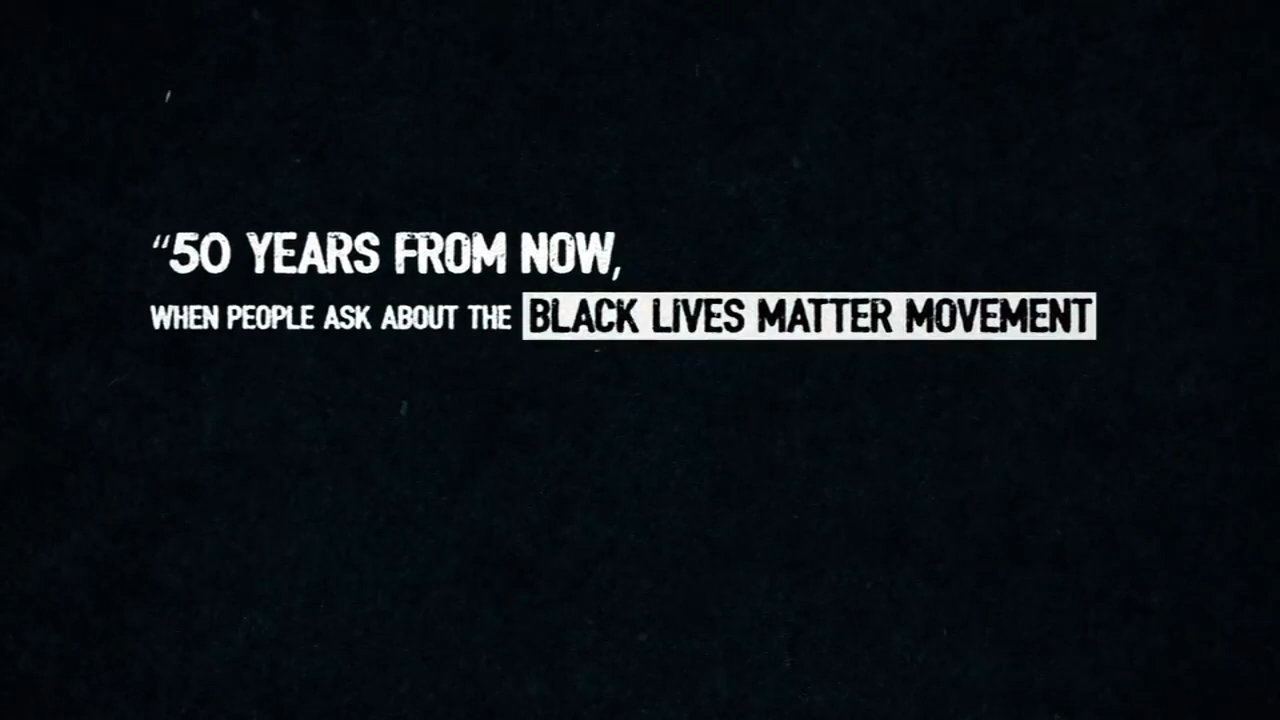 “50 YEARS FROM NOW,
WHEN PEOPLE ASK ABOUT THE BLACK LIVES MATTER MOVEMENT